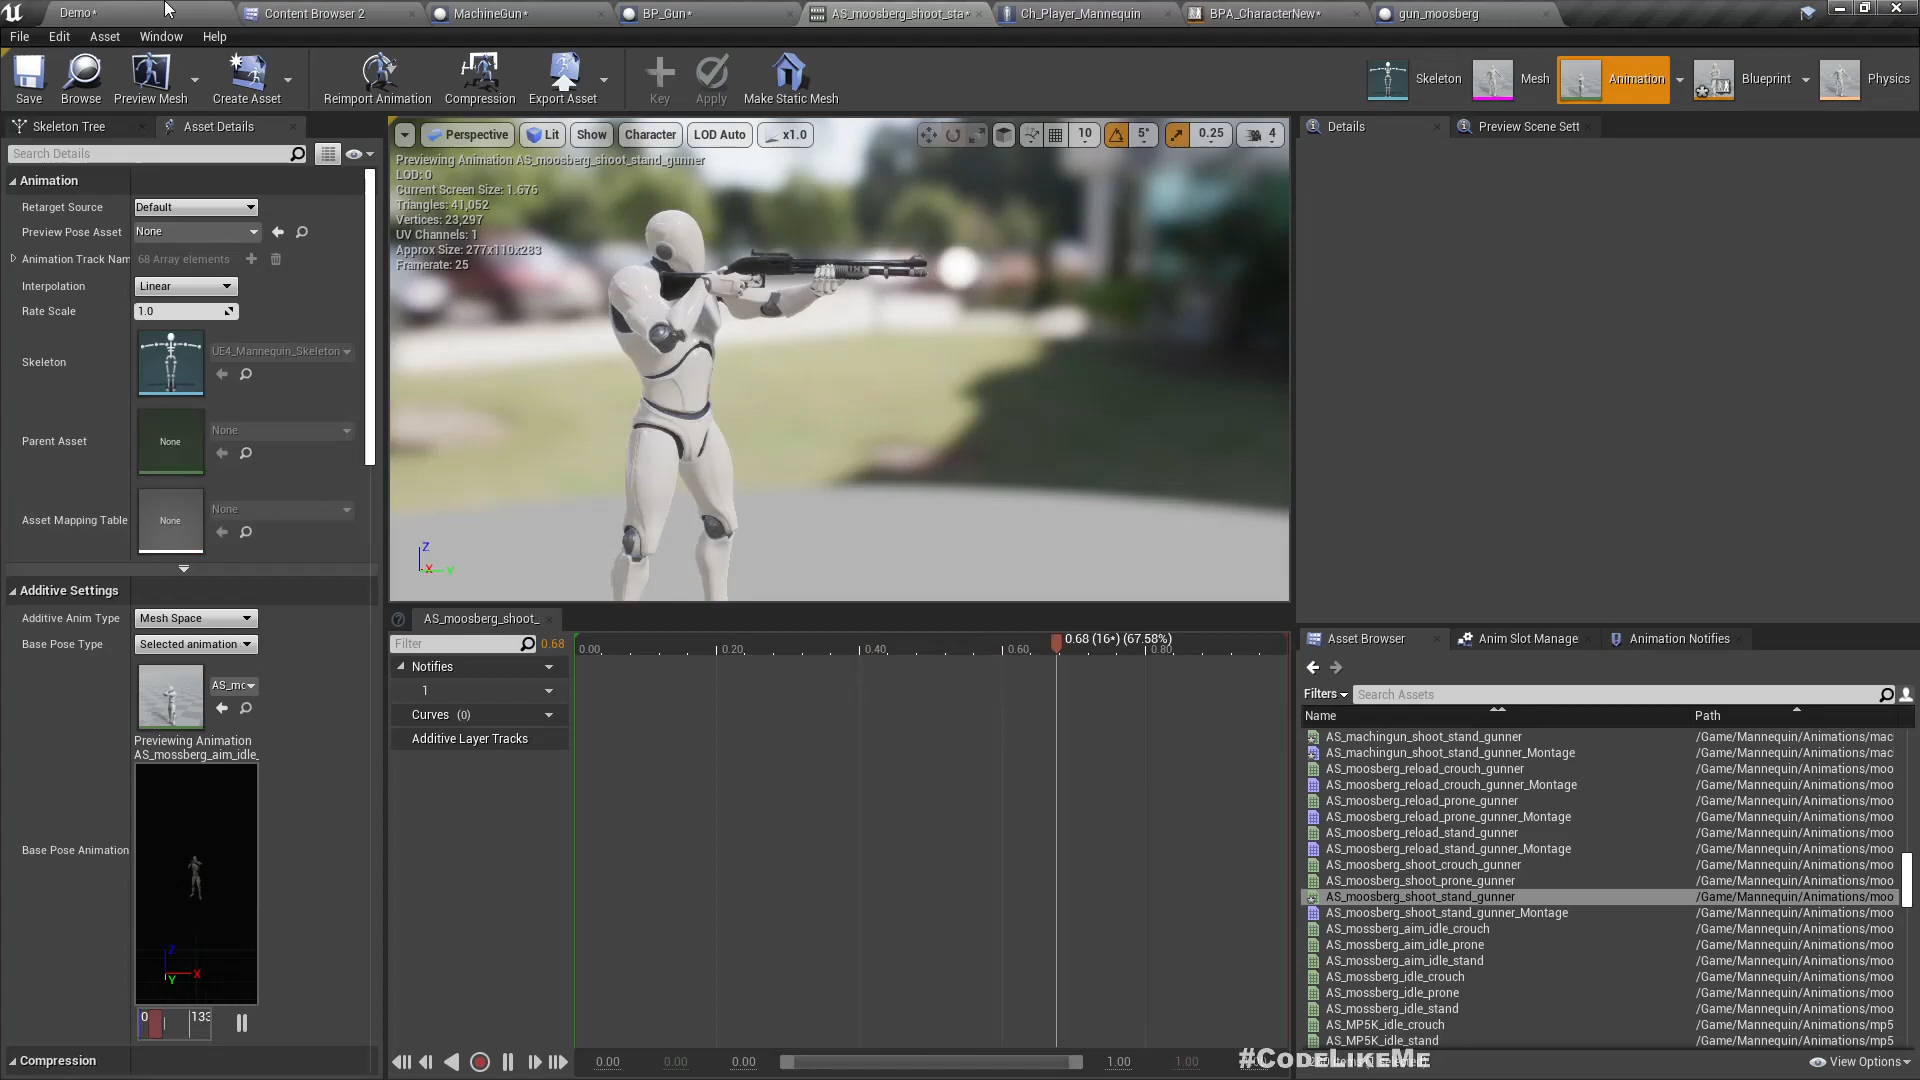 Demo*
Content Browser 2
MachineGun*
BP_Gun*
AS_moosberg_shoot_sta*
Ch_Player_Mannequin
BPA_CharacterNew*
gun_moosberg
File Edit Asset Window Help
Save
Browse
Preview Mesh
Create Asset
Reimport Animation
Compression
Export Asset
Key
Apply
Make Static Mesh
Skeleton
Mesh
Animation
Blueprint
Physics
Skeleton Tree
Asset Details
Search Details
Animation
Retarget Source Default
Preview Pose Asset None
Animation Track Nam 68 Array elements
Interpolation Linear
Rate Scale 1.0
Skeleton UE4_Mannequin_Skeleton
Parent Asset None None
Asset Mapping Table None None
Additive Settings
Additive Anim Type Mesh Space
Base Pose Type Selected animation
AS_mc
Previewing Animation
AS_mossberg_aim_idle_
Base Pose Animation
Z
X
Y
0 133
Compression
Perspective Lit Show Character LOD Auto x1.0
10 5° 0.25 4
Previewing Animation AS_moosberg_shoot_stand_gunner
LOD: 0
Current Screen Size: 1.676
Triangles: 41,052
Vertices: 23,297
UV Channels: 1
Approx Size: 277x110x283
Framerate: 25
Z
X Y
AS_moosberg_shoot_
Filter 0.68
0.68 (16*) (67.58%)
0.00 0.20 0.40 0.60 0.80
Notifies
1
Curves (0)
Additive Layer Tracks
0.00 0.00 0.00 1.00 1.00
Details
Preview Scene Sett
Asset Browser
Anim Slot Manage
Animation Notifies
Filters Search Assets
Name Path
AS_machingun_shoot_stand_gunner /Game/Mannequin/Animations/mac
AS_machingun_shoot_stand_gunner_Montage /Game/Mannequin/Animations/mac
AS_moosberg_reload_crouch_gunner /Game/Mannequin/Animations/moo
AS_moosberg_reload_crouch_gunner_Montage /Game/Mannequin/Animations/moo
AS_moosberg_reload_prone_gunner /Game/Mannequin/Animations/moo
AS_moosberg_reload_prone_gunner_Montage /Game/Mannequin/Animations/moo
AS_moosberg_reload_stand_gunner /Game/Mannequin/Animations/moo
AS_moosberg_reload_stand_gunner_Montage /Game/Mannequin/Animations/moo
AS_moosberg_shoot_crouch_gunner /Game/Mannequin/Animations/moo
AS_moosberg_shoot_prone_gunner /Game/Mannequin/Animations/moo
AS_moosberg_shoot_stand_gunner /Game/Mannequin/Animations/moo
AS_moosberg_shoot_stand_gunner_Montage /Game/Mannequin/Animations/moo
AS_mossberg_aim_idle_crouch /Game/Mannequin/Animations/moo
AS_mossberg_aim_idle_prone /Game/Mannequin/Animations/moo
AS_mossberg_aim_idle_stand /Game/Mannequin/Animations/moo
AS_mossberg_idle_crouch /Game/Mannequin/Animations/moo
AS_mossberg_idle_prone /Game/Mannequin/Animations/moo
AS_mossberg_idle_stand /Game/Mannequin/Animations/moo
AS_MP5K_idle_crouch /Game/Mannequin/Animations/mp5
AS_MP5K_idle_stand /Game/Mannequin/Animations/mp5
#CodeLikeMe
View Options